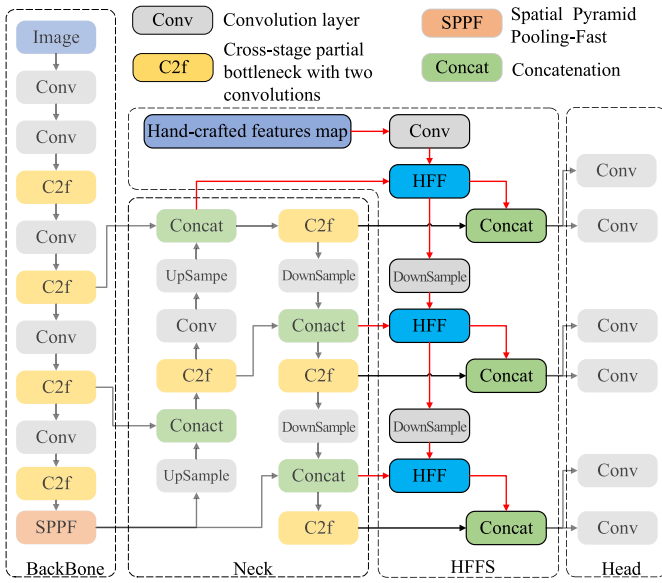 Image
Conv
Convolution layer
SPPF
Spatial Pyramid
Pooling-Fast
C2f
Cross-stage partial
bottleneck with two
convolutions
Concat
Concatenation
Conv
Conv
C2f
Conv
C2f
Conv
C2f
Conv
C2f
SPPF
BackBone
Concat
UpSampe
Conv
C2f
Conact
UpSample
C2f
DownSample
Conact
C2f
DownSample
Concat
C2f
Neck
Hand-crafted features map
Conv
HFF
Concat
DownSample
HFF
Concat
DownSample
HFF
Concat
HFFS
Conv
Conv
Conv
Conv
Conv
Conv
Head